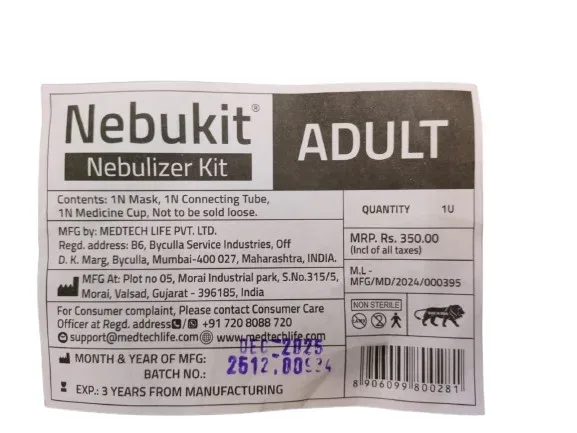 Nebukit®
Nebulizer Kit
ADULT
Contents: 1N Mask, 1N Connecting Tube,
1N Medicine Cup, Not to be sold loose.
QUANTITY 1U
MFG by: MEDTECH LIFE PVT. LTD.
Regd. address: B6, Byculla Service Industries, Off
D. K. Marg, Byculla, Mumbai-400 027, Maharashtra, INDIA.
MRP. Rs. 350.00
(Incl of all taxes)
MFG At: Plot no 05, Morai Industrial park, S.No.315/5,
Morai, Valsad, Gujarat - 396185, India
M.L -
MFG/MD/2024/000395
For Consumer complaint, Please contact Consumer Care
Officer at Regd. address +91 720 8088 720
support@medtechlife.com www.medtechlife.com
NON STERILE
MONTH & YEAR OF MFG: DEC-2025
BATCH NO.:
EXP.: 3 YEARS FROM MANUFACTURING
8 906099 800281